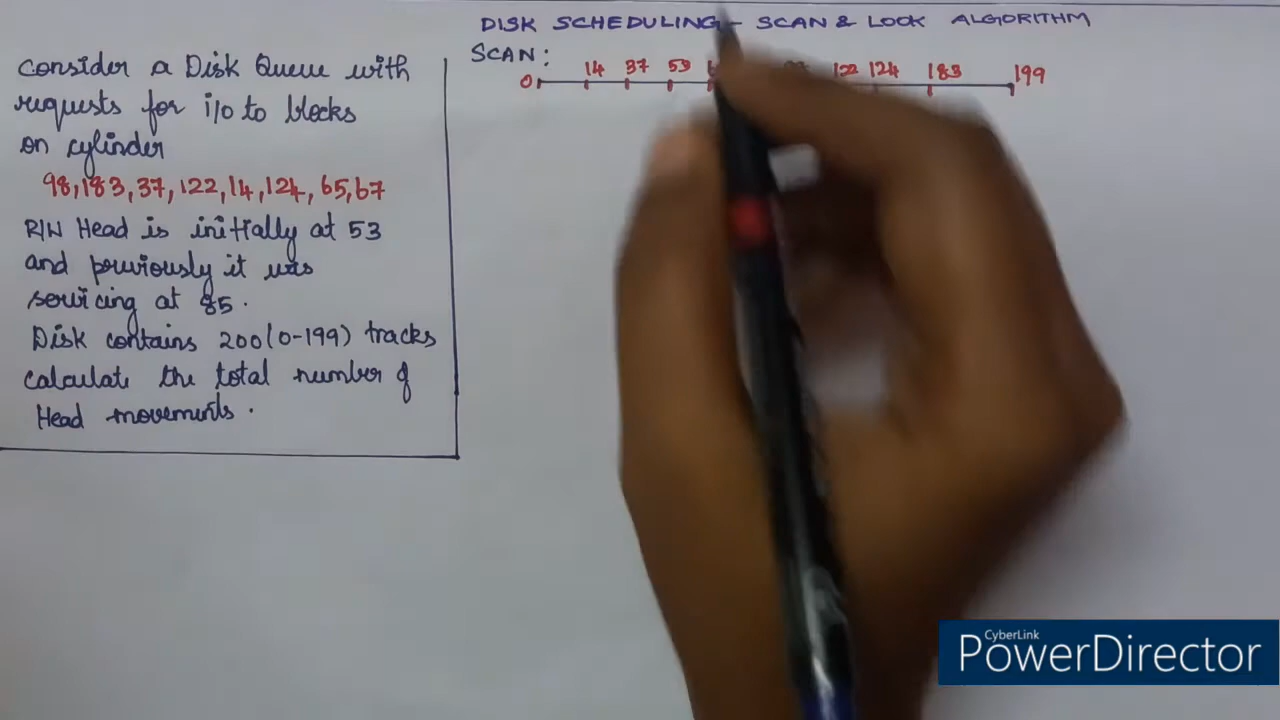 DISK SCHEDULING - SCAN & LOOK ALGORITHM
SCAN:
0 14 37 53 122 124 183 199
Consider a Disk Queue with
requests for i/o to blocks
on cylinder
98,183,37,122,14,124,65,67
R/W Head is initially at 53
and previously it was
servicing at 85.
Disk contains 200(0-199) tracks
calculate the total number of
Head movements.
CyberLink
PowerDirector